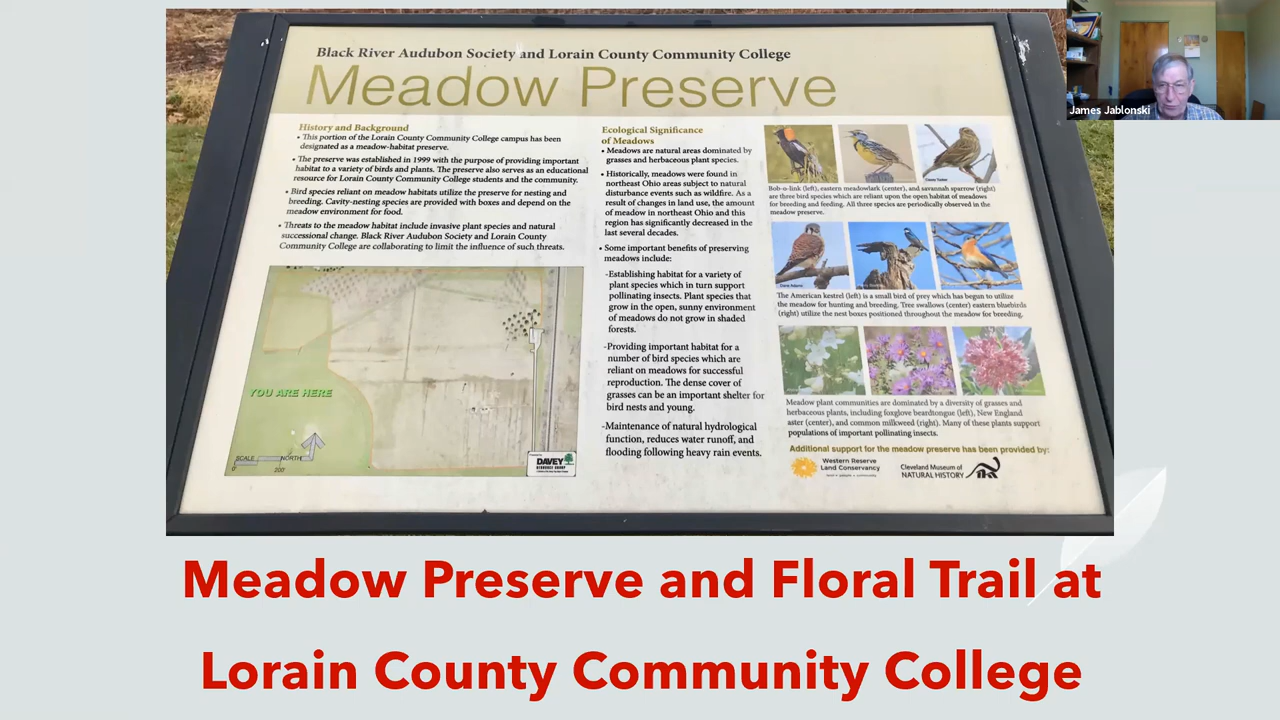 Black River Audubon Society and Lorain County Community College
Meadow Preserve
History and Background
• This portion of the Lorain County Community College campus has been
designated as a meadow-habitat preserve.
• The preserve was established in 1999 with the purpose of providing important
habitat to a variety of birds and plants. The preserve also serves as an educational
resource for Lorain County Community College students and the community.
• Bird species reliant on meadow habitats utilize the preserve for nesting and
breeding. Cavity-nesting species are provided with boxes and depend on the
meadow environment for food.
• Threats to the meadow habitat include invasive plant species and natural
successional change. Black River Audubon Society and Lorain County
Community College are collaborating to limit the influence of such threats.
YOU ARE HERE
SCALE
NORTH
0'
200'
DAVEY
Ecological Significance
of Meadows
• Meadows are natural areas dominated by
grasses and herbaceous plant species.
• Historically, meadows were found in
northeast Ohio areas subject to natural
disturbance events such as wildfire. As a
result of changes in land use, the amount
of meadow in northeast Ohio and this
region has significantly decreased in the
last several decades.
• Some important benefits of preserving
meadows include:
-Establishing habitat for a variety of
plant species which in turn support
pollinating insects. Plant species that
grow in the open, sunny environment
of meadows do not grow in shaded
forests.
-Providing important habitat for a
number of bird species which are
reliant on meadows for successful
reproduction. The dense cover of
grasses can be an important shelter for
bird nests and young.
-Maintenance of natural hydrological
function, reduces water runoff, and
flooding following heavy rain events.
Bob-o-link (left), eastern meadowlark (center), and savannah sparrow (right)
are three bird species which are reliant upon the open habitat of meadows
for breeding and feeding. All three species are periodically observed in the
meadow preserve.
The American kestrel (left) is a small bird of prey which has begun to utilize
the meadow for hunting and breeding. Tree swallows (center) eastern bluebirds
(right) utilize the nest boxes positioned throughout the meadow for breeding.
Meadow plant communities are dominated by a diversity of grasses and
herbaceous plants, including foxglove beardtongue (left), New England
aster (center), and common milkweed (right). Many of these plants support
populations of important pollinating insects.
Additional support for the meadow preserve has been provided by:
Western Reserve
Land Conservancy
Cleveland Museum of
NATURAL HISTORY
James Jablonski
Meadow Preserve and Floral Trail at
Lorain County Community College